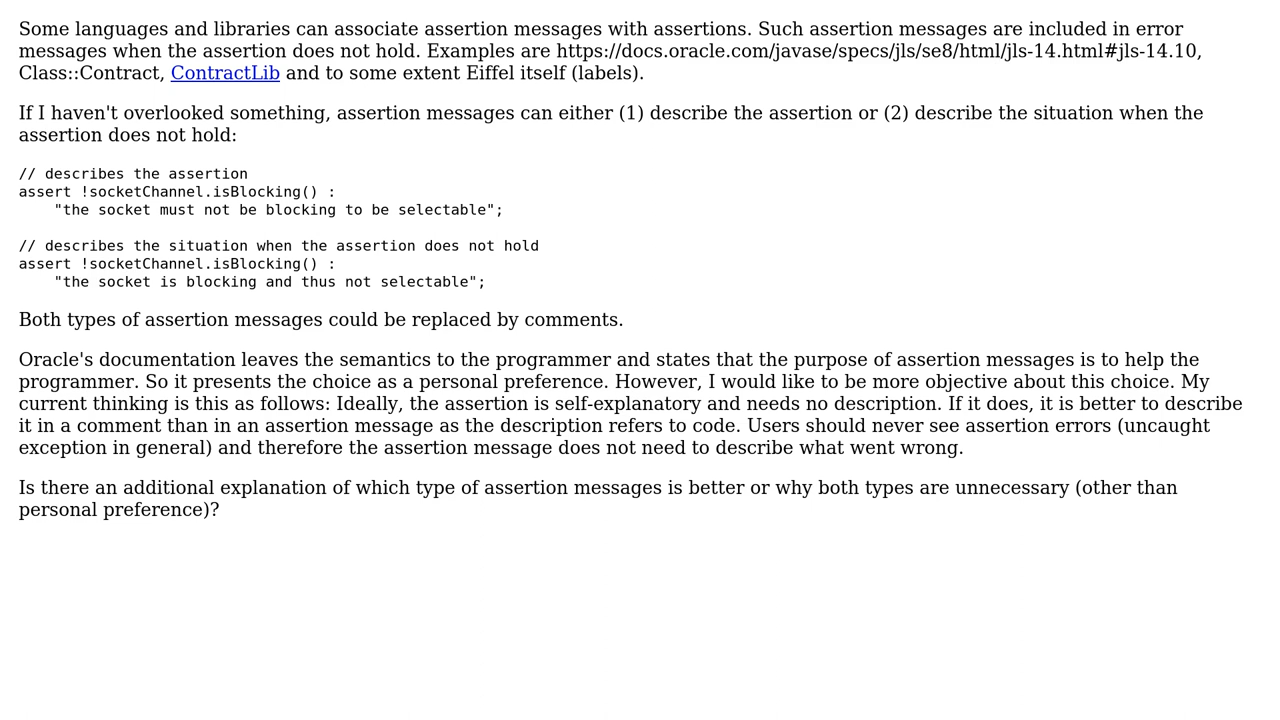 Some languages and libraries can associate assertion messages with assertions. Such assertion messages are included in error
messages when the assertion does not hold. Examples are https://docs.oracle.com/javase/specs/jls/se8/html/jls-14.html#jls-14.10,
Class::Contract, ContractLib and to some extent Eiffel itself (labels).
If I haven't overlooked something, assertion messages can either (1) describe the assertion or (2) describe the situation when the
assertion does not hold:
// describes the assertion
assert !socketChannel.isBlocking() :
    "the socket must not be blocking to be selectable";
// describes the situation when the assertion does not hold
assert !socketChannel.isBlocking() :
    "the socket is blocking and thus not selectable";
Both types of assertion messages could be replaced by comments.
Oracle's documentation leaves the semantics to the programmer and states that the purpose of assertion messages is to help the
programmer. So it presents the choice as a personal preference. However, I would like to be more objective about this choice. My
current thinking is this as follows: Ideally, the assertion is self-explanatory and needs no description. If it does, it is better to describe
it in a comment than in an assertion message as the description refers to code. Users should never see assertion errors (uncaught
exception in general) and therefore the assertion message does not need to describe what went wrong.
Is there an additional explanation of which type of assertion messages is better or why both types are unnecessary (other than
personal preference)?